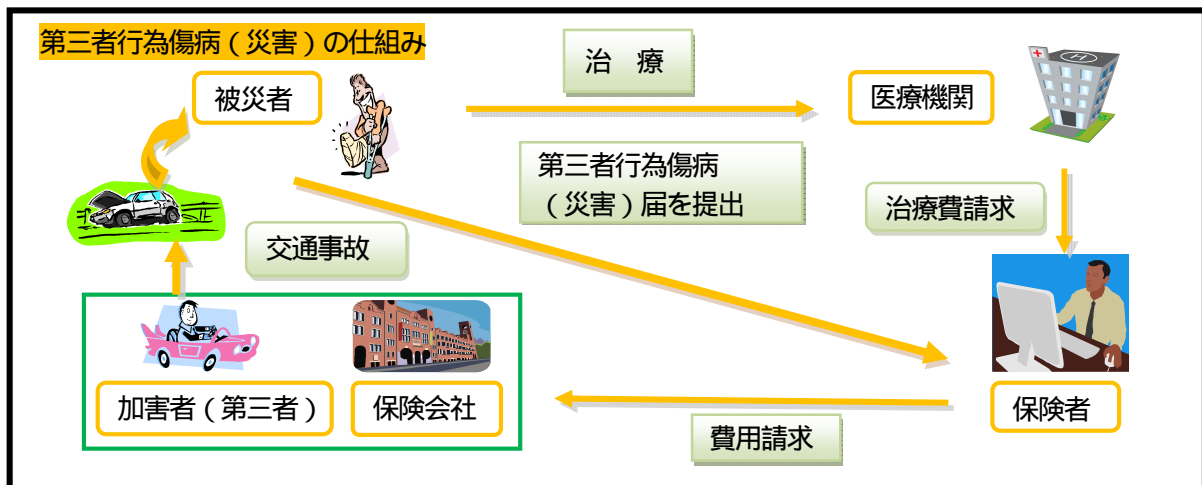 第三者行為傷病（災害）の仕組み
治　療
被災者
医療機関
第三者行為傷病
（災害）届を提出
治療費請求
交通事故
加害者（第三者）
保険会社
保険者
費用請求